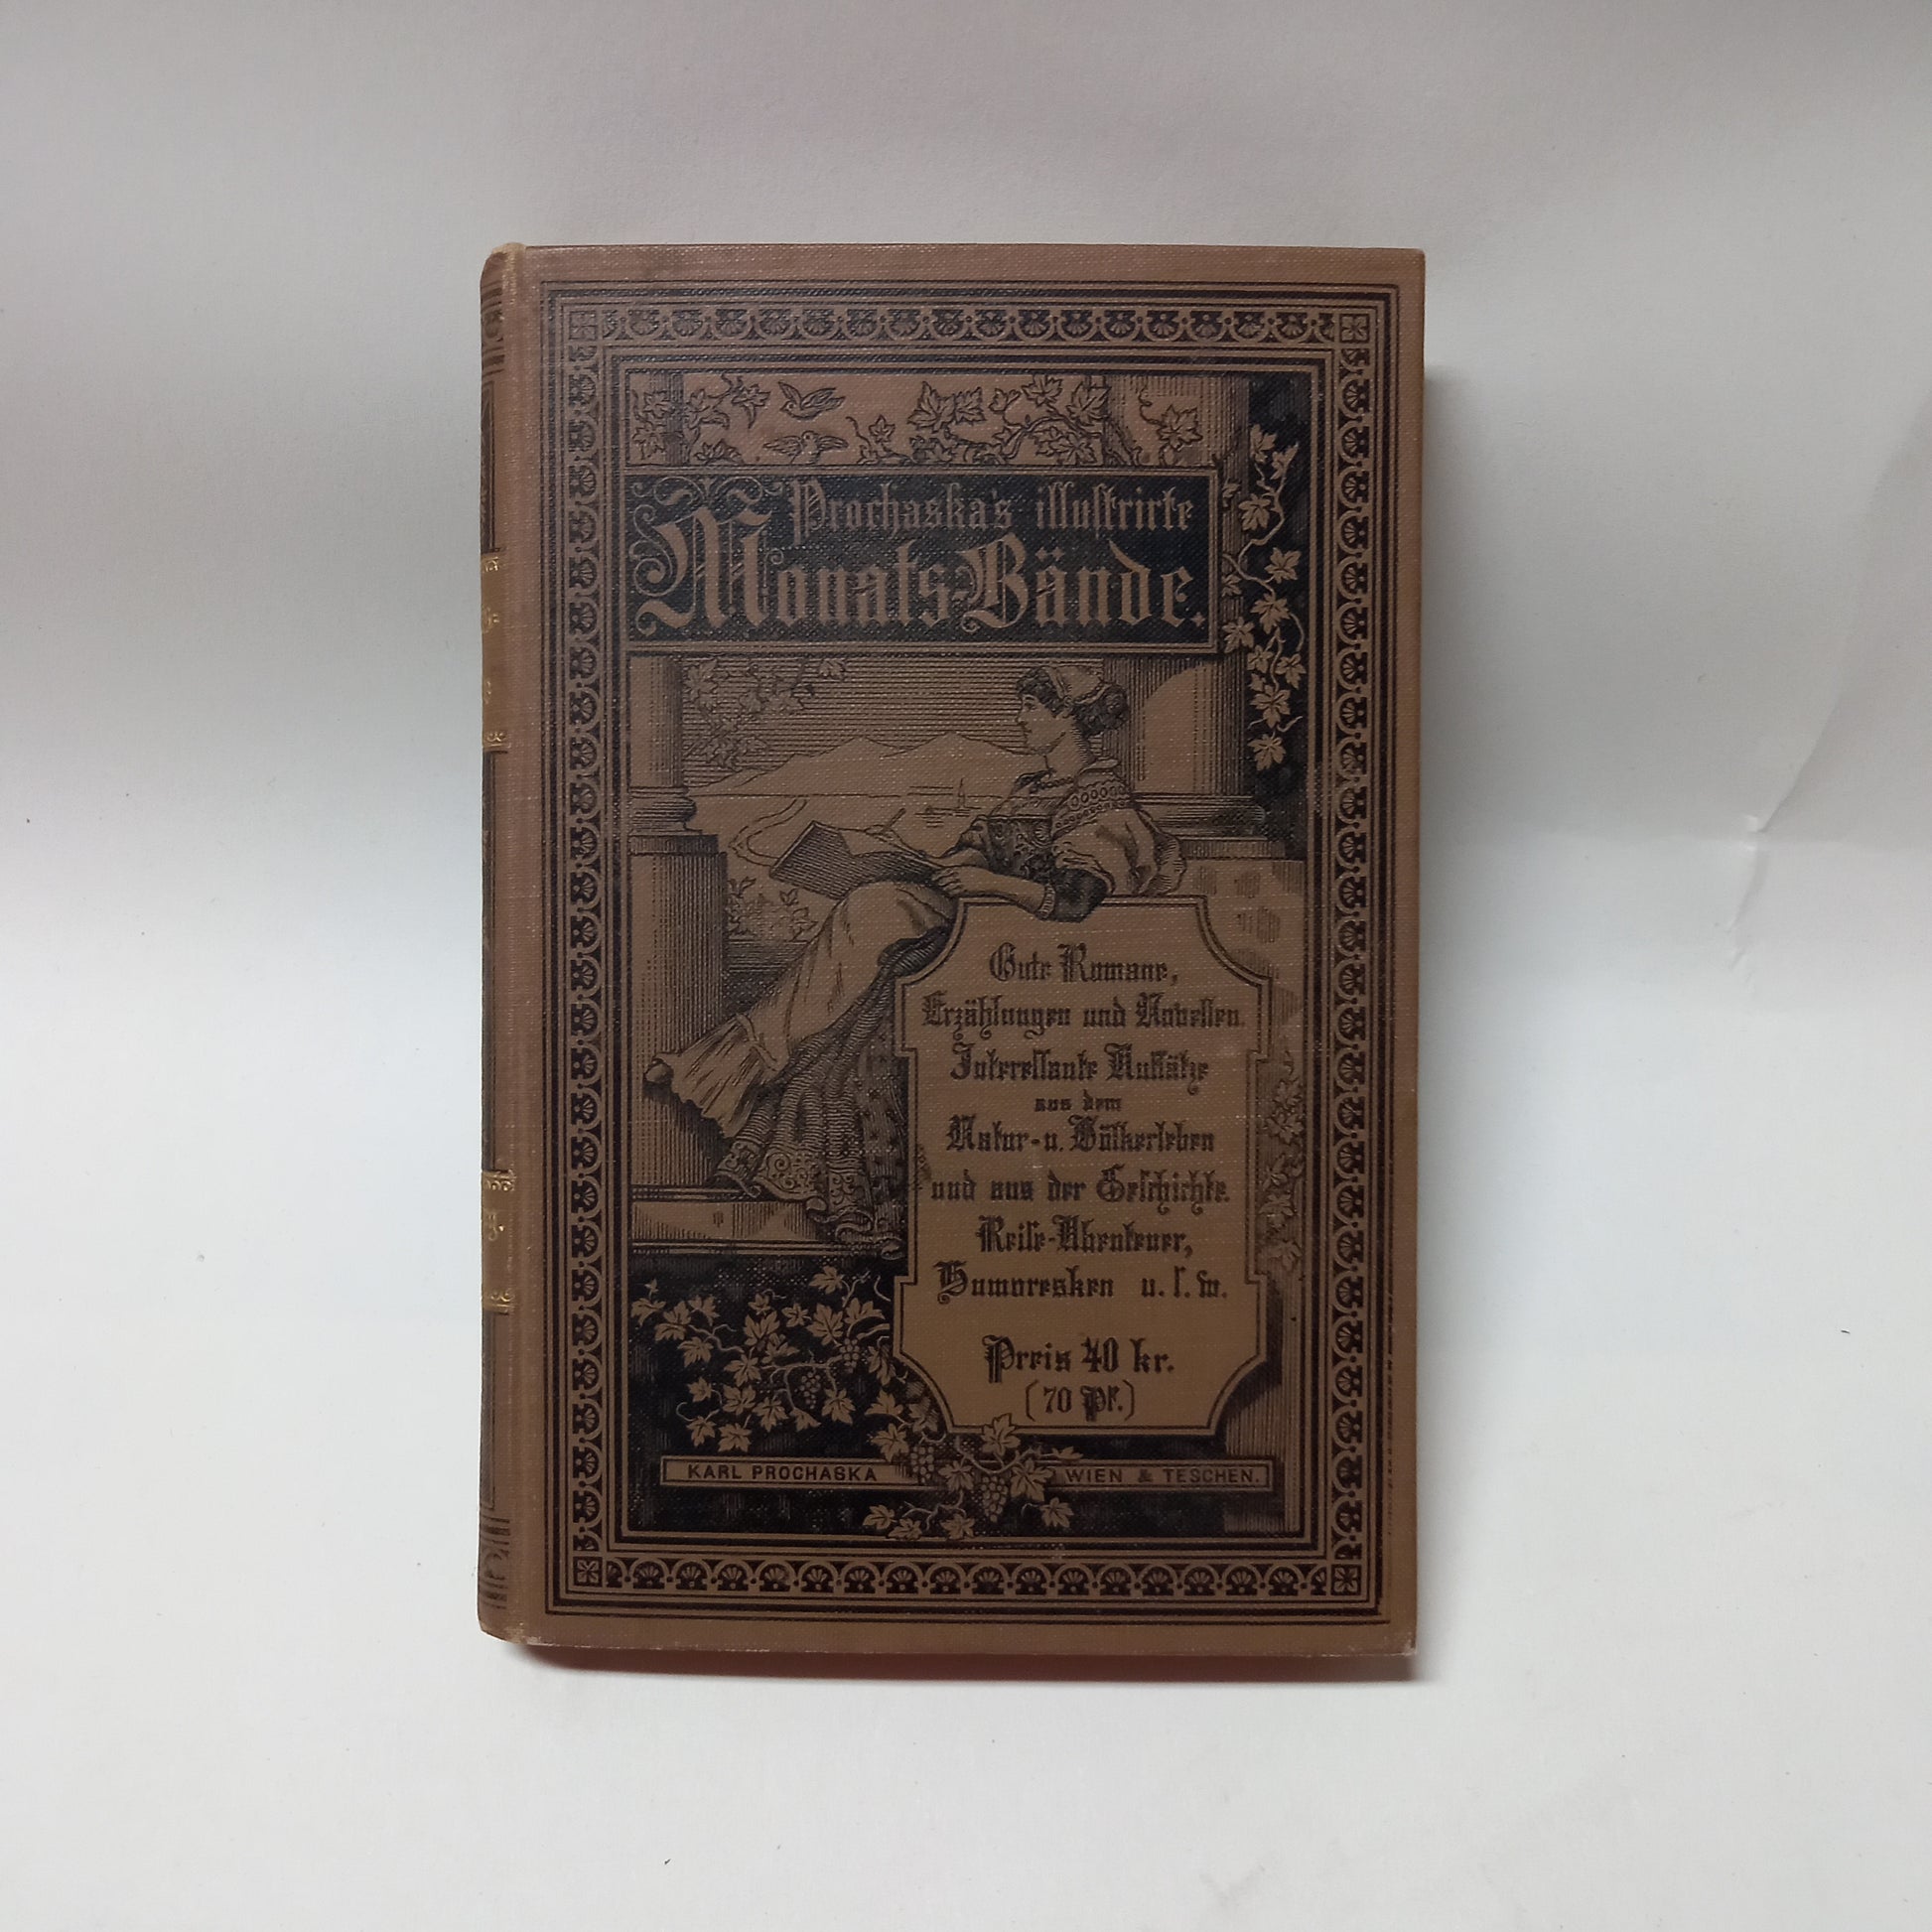 Prochaska's illustrirte
Monats-Bände.
Gute Romane,
Erzählungen und Novellen.
Interessante Aufsätze
aus dem
Natur- u. Völkerleben
und aus der Geschichte.
Reise-Abenteuer,
Humoresken u. s. w.
Preis 40 kr.
(70 Pf.)
KARL PROCHASKA WIEN & TESCHEN.